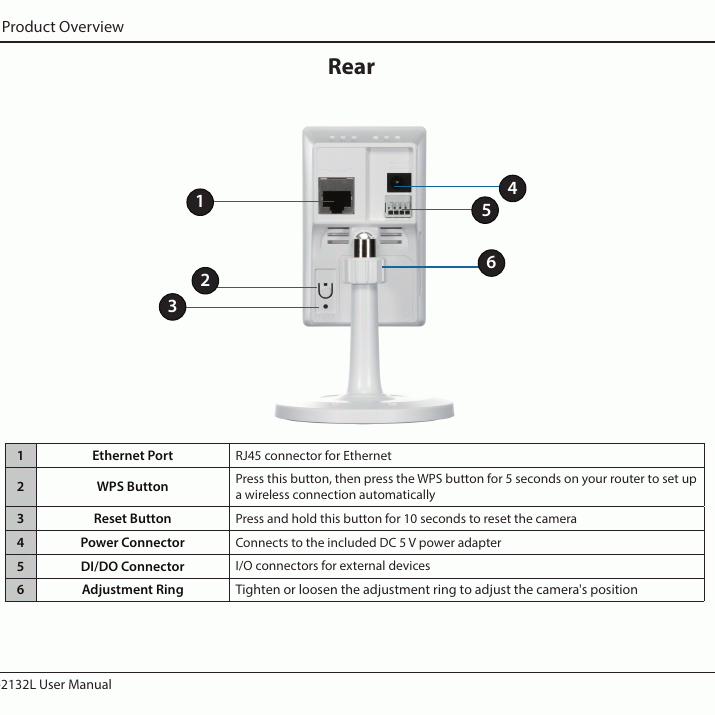 Product Overview
Rear
1
4
5
6
2
3
1 Ethernet Port RJ45 connector for Ethernet
2 WPS Button Press this button, then press the WPS button for 5 seconds on your router to set up
a wireless connection automatically
3 Reset Button Press and hold this button for 10 seconds to reset the camera
4 Power Connector Connects to the included DC 5 V power adapter
5 DI/DO Connector I/O connectors for external devices
6 Adjustment Ring Tighten or loosen the adjustment ring to adjust the camera's position
-2132L User Manual